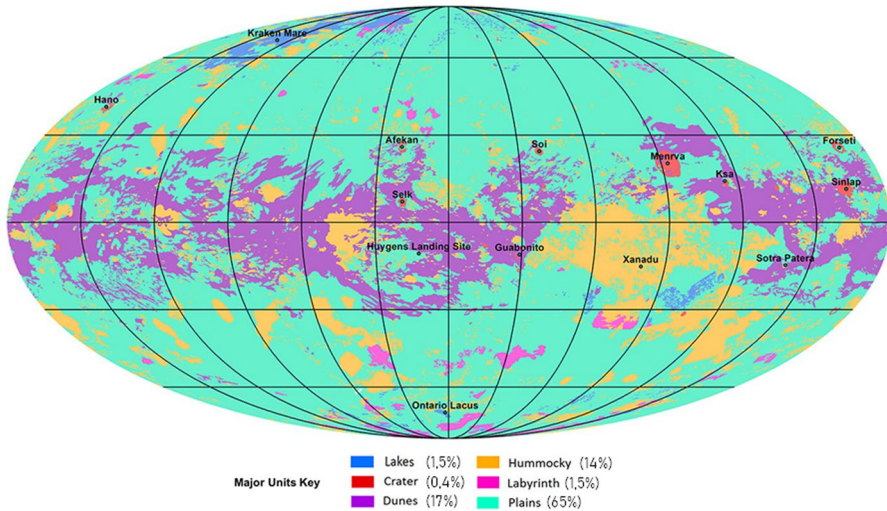 Kraken Mare
Hano
Afekan
Soi
Forseti
Menrva
Ksa
Sinlap
Selk
Huygens Landing Site
Guabonito
Xanadu
Sotra Patera
Ontario Lacus
Major Units Key
Lakes (1,5%)
Crater (0,4%)
Dunes (17%)
Hummocky (14%)
Labyrinth (1,5%)
Plains (65%)